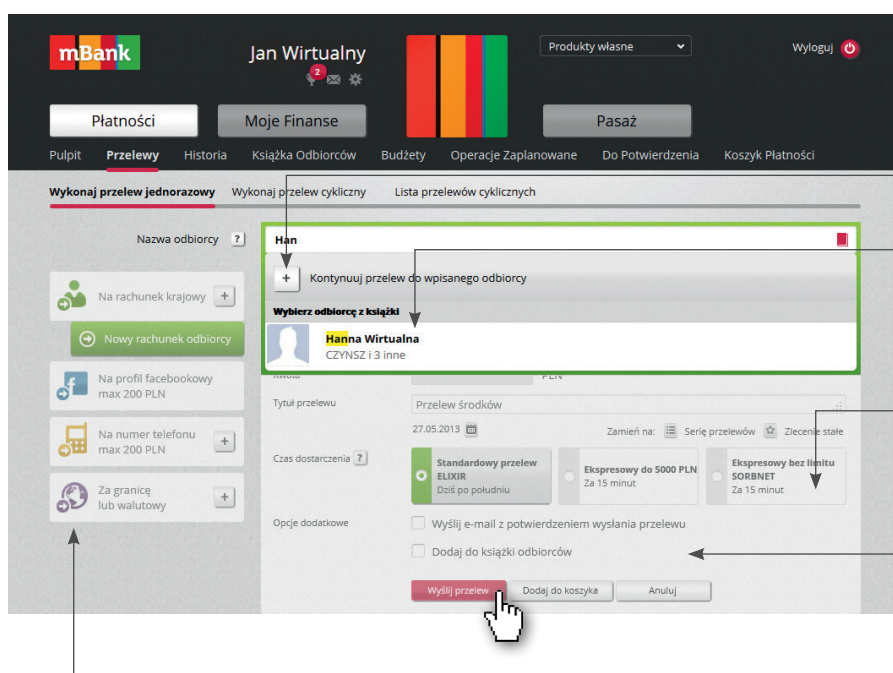 mBank
Jan Wirtualny
2
Produkty własne
Wyloguj
Płatności
Moje Finanse
Pasaż
Pulpit Przelewy Historia Książka Odbiorców Budżety Operacje Zaplanowane Do Potwierdzenia Koszyk Płatności
Wykonaj przelew jednorazowy Wykonaj przelew cykliczny Lista przelewów cyklicznych
Nazwa odbiorcy ?
Han
+ Kontynuuj przelew do wpisanego odbiorcy
Wybierz odbiorcę z książki
Hanna Wirtualna
CZYNSZ i 3 inne
Na rachunek krajowy +
Nowy rachunek odbiorcy
Na profil facebookowy
max 200 PLN
Na numer telefonu
max 200 PLN +
Za granicę
lub walutowy +
Kwota PLN
Tytuł przelewu Przelew środków
27.05.2013 Zamień na: Serię przelewów Zlecenie stałe
Czas dostarczenia ?
Standardowy przelew
ELIXIR
Dziś po południu
Ekspresowy do 5000 PLN
Za 15 minut
Ekspresowy bez limitu
SORBNET
Za 15 minut
Opcje dodatkowe Wyślij e-mail z potwierdzeniem wysłania przelewu
Dodaj do książki odbiorców
Wyślij przelew Dodaj do koszyka Anuluj